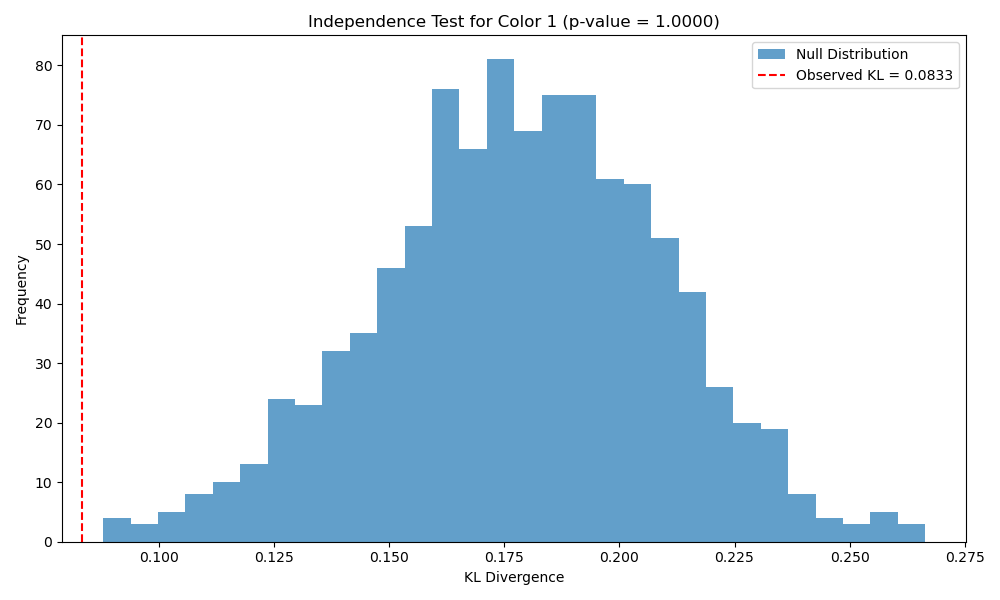 Independence Test for Color 1 (p-value = 1.0000)
Null Distribution
Observed KL = 0.0833
Frequency
80
70
60
50
40
30
20
10
0
0.100 0.125 0.150 0.175 0.200 0.225 0.250 0.275
KL Divergence